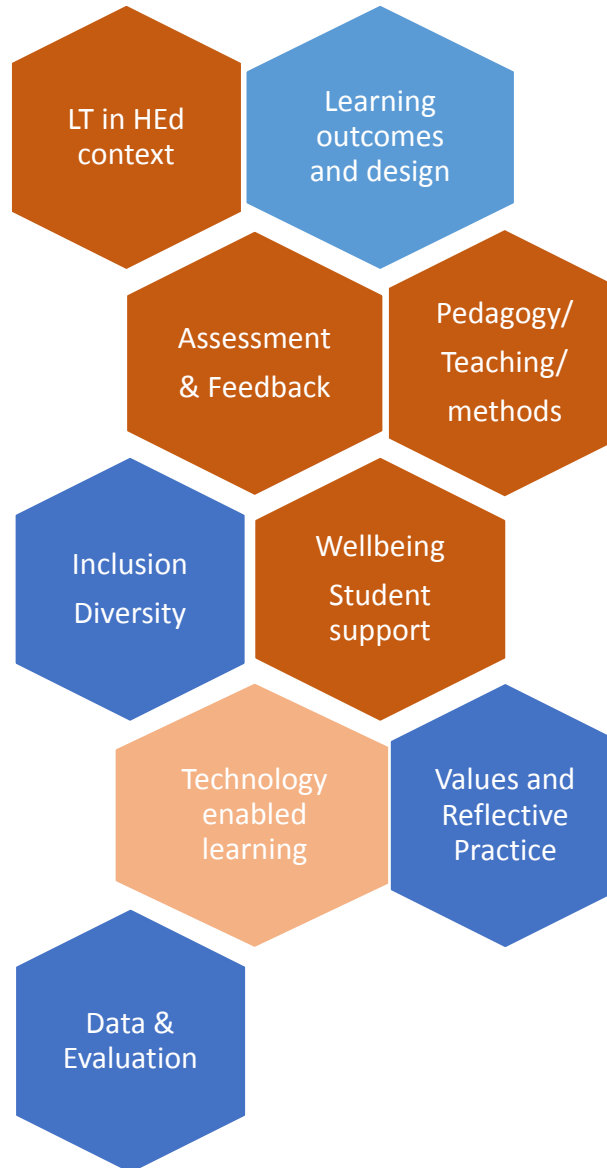 LT in HEd
context
Learning
outcomes
and design
Assessment
& Feedback
Pedagogy/
Teaching/
methods
Inclusion
Diversity
Wellbeing
Student
support
Technology
enabled
learning
Values and
Reflective
Practice
Data &
Evaluation